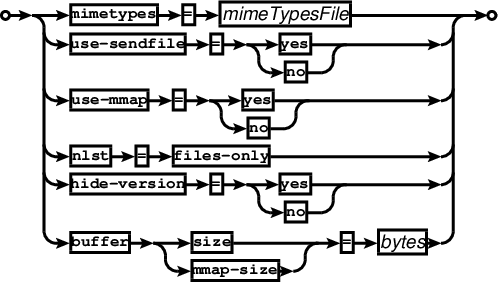 mimetypes = mimeTypesFile
use-sendfile = yes
no
use-mmap = yes
no
nlst = files-only
hide-version = yes
no
buffer size = bytes
mmap-size